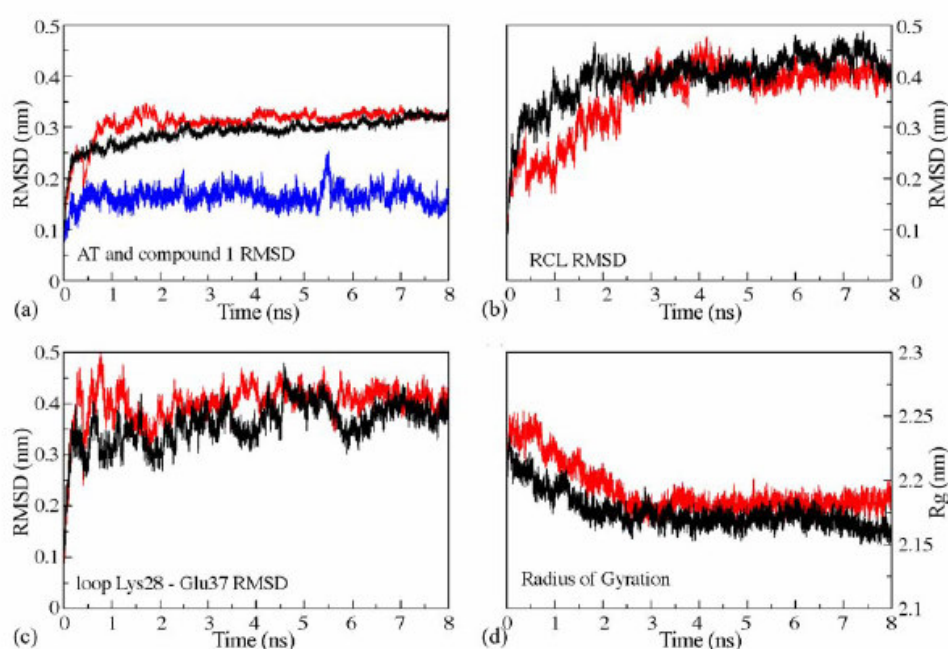 0.5
0.4
0.3
0.2
0.1
0
RMSD (nm)
AT and compound 1 RMSD
0 1 2 3 4 5 6 7 8
(a) Time (ns)
0.5
0.4
0.3
0.2
0.1
0
RMSD (nm)
RCL RMSD
0 1 2 3 4 5 6 7 8
(b) Time (ns)
0.5
0.4
0.3
0.2
0.1
0
RMSD (nm)
loop Lys28 - Glu37 RMSD
0 1 2 3 4 5 6 7 8
(c) Time (ns)
2.3
2.25
2.2
2.15
2.1
Rg (nm)
Radius of Gyration
0 1 2 3 4 5 6 7 8
(d) Time (ns)